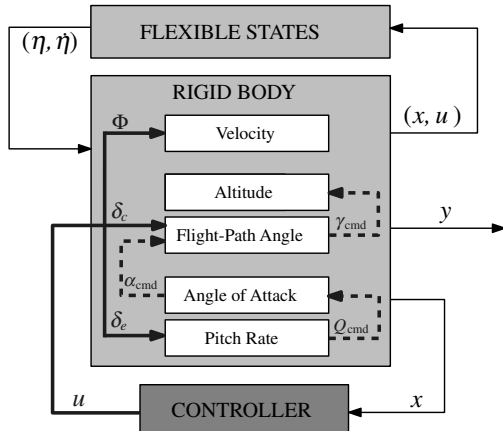 FLEXIBLE STATES
(η, η̇)
RIGID BODY
(x, u)
Φ
Velocity
Altitude
δc
Flight-Path Angle
γcmd
y
αcmd
Angle of Attack
δe
Pitch Rate
Qcmd
u
CONTROLLER
x